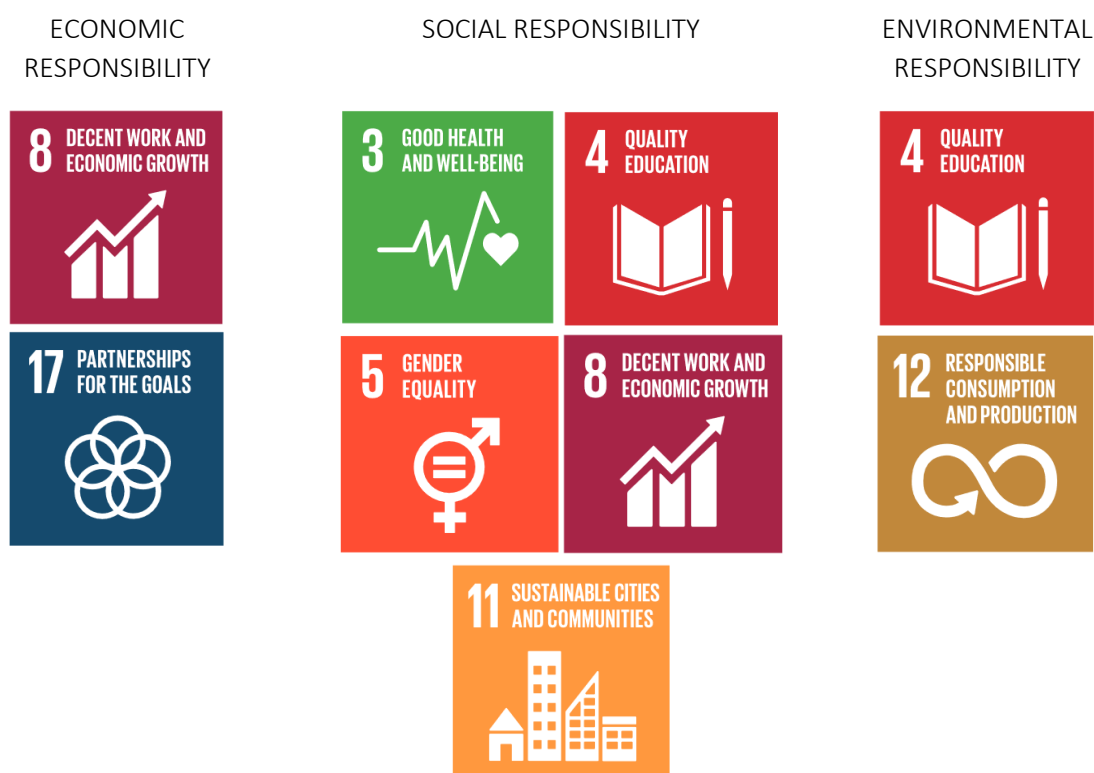 ECONOMIC
RESPONSIBILITY
8 DECENT WORK AND
ECONOMIC GROWTH
17 PARTNERSHIPS
FOR THE GOALS
SOCIAL RESPONSIBILITY
3 GOOD HEALTH
AND WELL-BEING
4 QUALITY
EDUCATION
5 GENDER
EQUALITY
8 DECENT WORK AND
ECONOMIC GROWTH
11 SUSTAINABLE CITIES
AND COMMUNITIES
ENVIRONMENTAL
RESPONSIBILITY
4 QUALITY
EDUCATION
12 RESPONSIBLE
CONSUMPTION
AND PRODUCTION